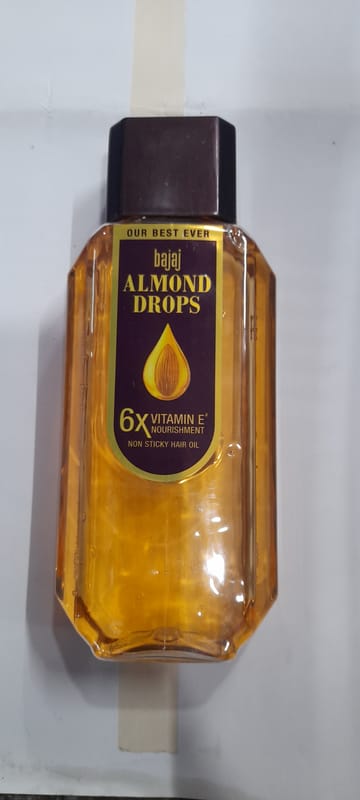 OUR BEST EVER
bajaj
ALMOND
DROPS
6X VITAMIN E#
NOURISHMENT
NON STICKY HAIR OIL